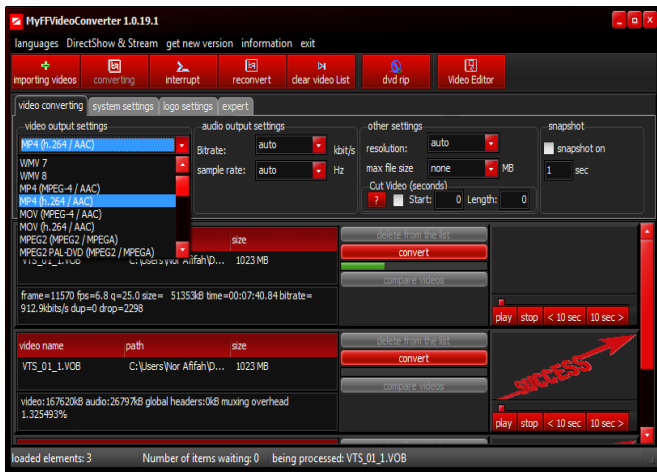 MyFFVideoConverter 1.0.19.1
languages DirectShow & Stream get new version information exit
importing videos converting interrupt reconvert clear video List dvd rip Video Editor
video converting system settings logo settings expert
video output settings audio output settings other settings snapshot
MP4 (h.264 / AAC) Bitrate: auto kbit/s resolution: auto snapshot on
WMV 7
WMV 8 sample rate: auto Hz max file size none MB 1 sec
MP4 (MPEG-4 / AAC)
Cut Video (seconds)
MP4 (h.264 / AAC) ? Start: 0 Length: 0
MOV (MPEG-4 / AAC)
MOV (h.264 / AAC)
MPEG2 (MPEG2 / MPEGA) size delete from the list
MPEG2 PAL-DVD (MPEG2 / MPEGA) convert
VTS_01_1.VOB C:\Users\Nor Afifah\D... 1023 MB
compare videos
frame=11570 fps=6.8 q=25.0 size= 51353kB time=00:07:40.84 bitrate=
912.9kbits/s dup=0 drop=2298
play stop < 10 sec 10 sec >
video name path size delete from the list
convert
VTS_01_1.VOB C:\Users\Nor Afifah\D... 1023 MB
compare videos
SUCCESS
video:167620kB audio:26797kB global headers:0kB muxing overhead
1.325493%
play stop < 10 sec 10 sec >
loaded elements: 3 Number of items waiting: 0 being processed: VTS_01_1.VOB